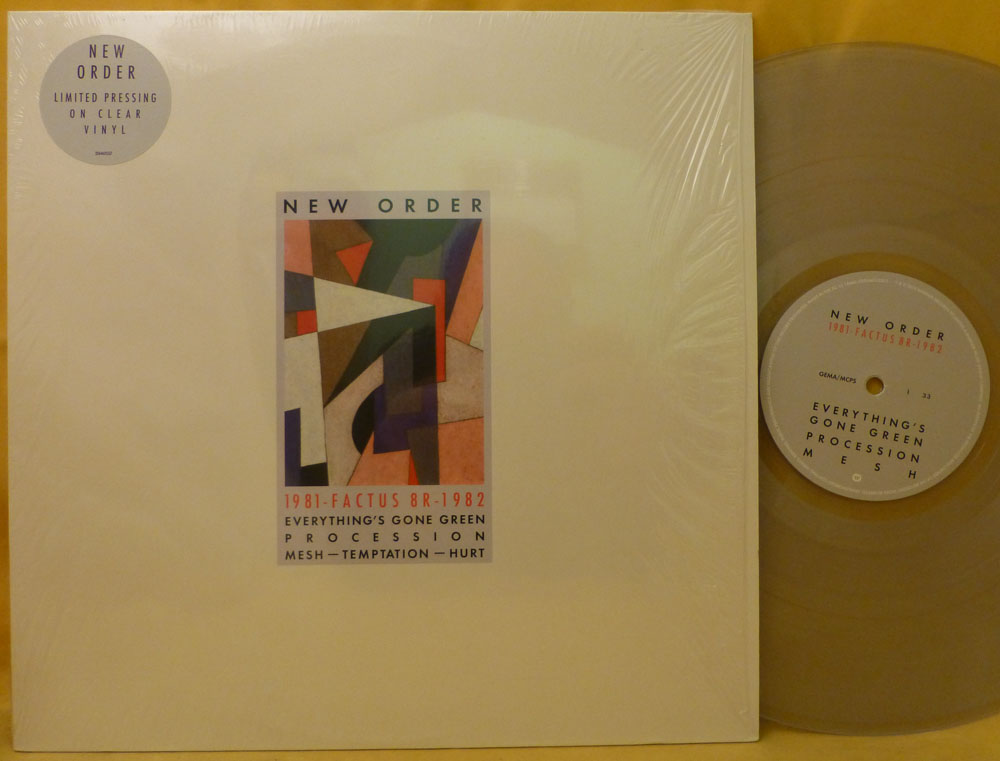 NEW
ORDER
LIMITED PRESSING
ON CLEAR
VINYL
NEW ORDER
1981-FACTUS 8R-1982
EVERYTHING'S GONE GREEN
PROCESSION
MESH — TEMPTATION — HURT
NEW ORDER
1981-FACTUS 8R-1982
GEMA/MCPS
1 33
EVERYTHING'S
GONE GREEN
PROCESSION
MESH